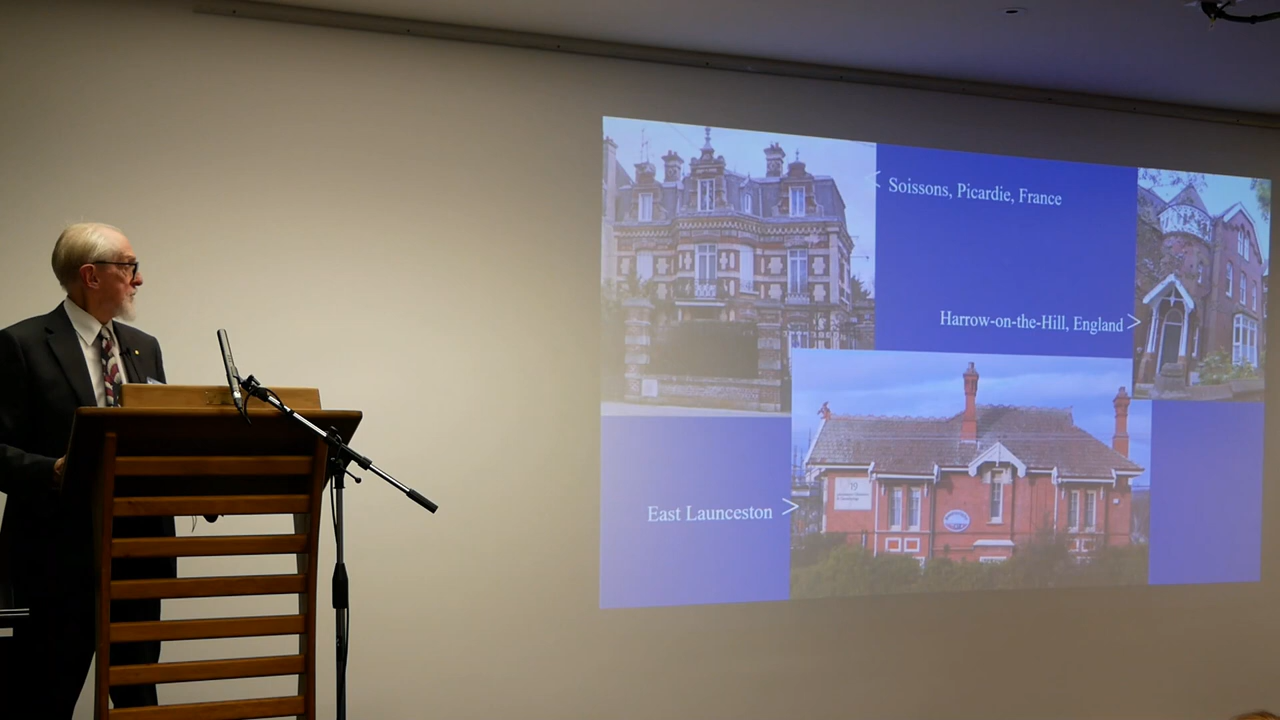 < Soissons, Picardie, France
Harrow-on-the-Hill, England >
East Launceston >